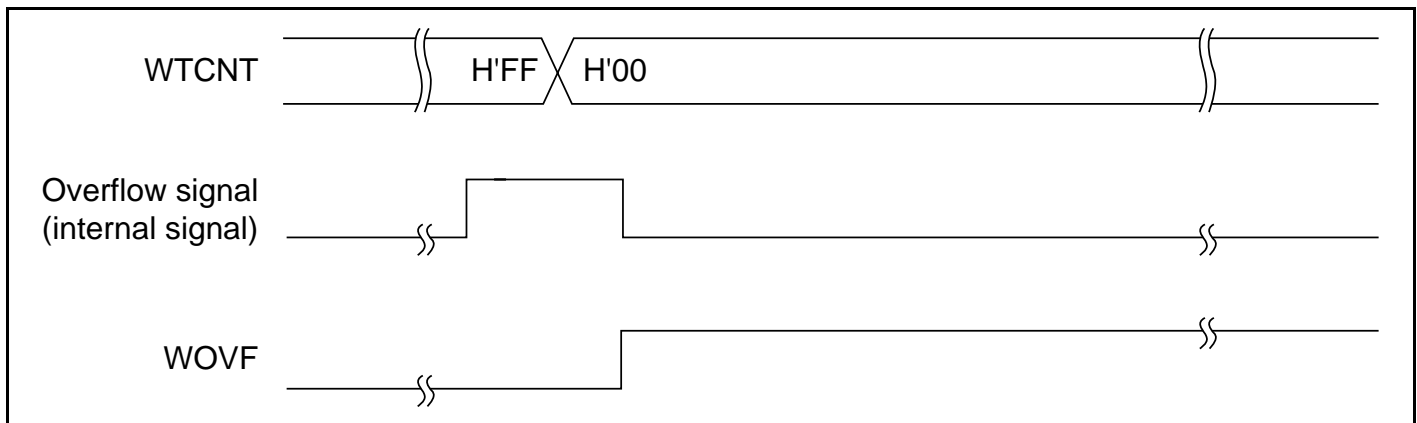 WTCNT
H'FF
H'00
Overflow signal
(internal signal)
WOVF